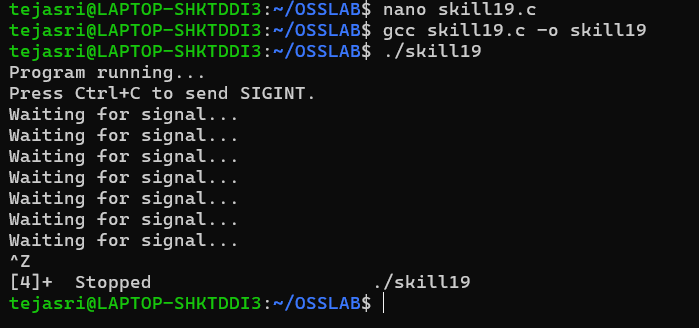 tejasri@LAPTOP-SHKTDDI3:~/OSSLAB$ nano skill19.c
tejasri@LAPTOP-SHKTDDI3:~/OSSLAB$ gcc skill19.c -o skill19
tejasri@LAPTOP-SHKTDDI3:~/OSSLAB$ ./skill19
Program running...
Press Ctrl+C to send SIGINT.
Waiting for signal...
Waiting for signal...
Waiting for signal...
Waiting for signal...
Waiting for signal...
Waiting for signal...
Waiting for signal...
^Z
[4]+  Stopped                 ./skill19
tejasri@LAPTOP-SHKTDDI3:~/OSSLAB$